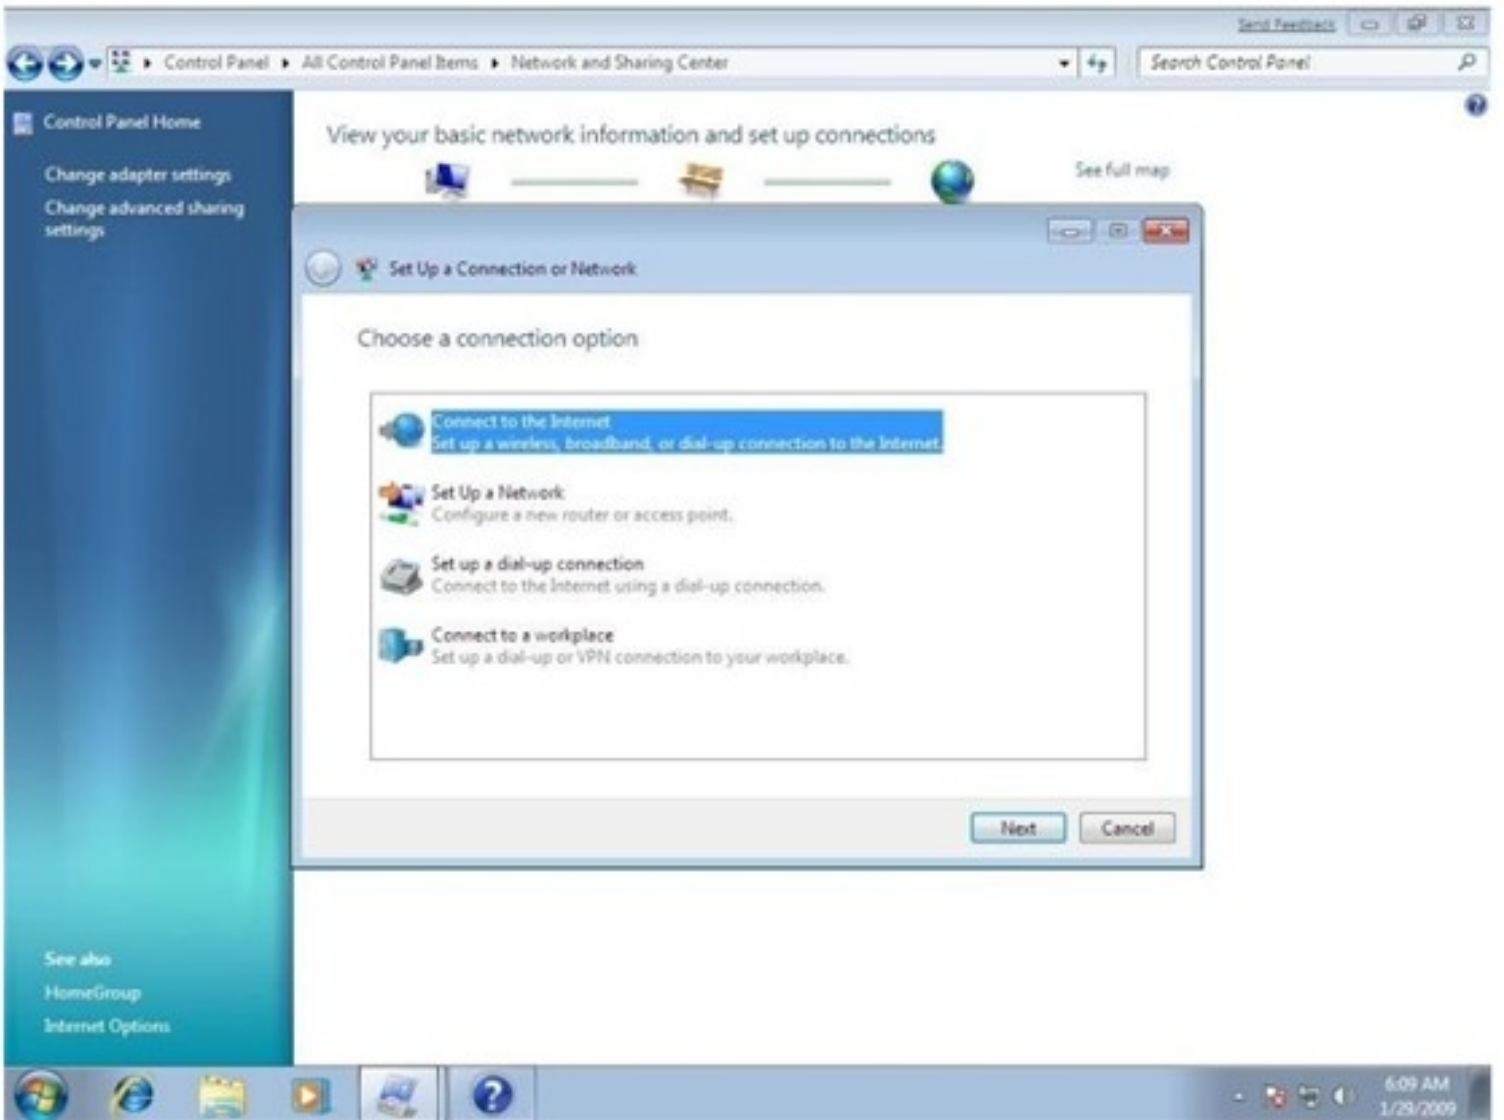 Send Feedback
Control Panel ▸ All Control Panel Items ▸ Network and Sharing Center
Search Control Panel
Control Panel Home
Change adapter settings
Change advanced sharing
settings
View your basic network information and set up connections
See full map
Set Up a Connection or Network
Choose a connection option
Connect to the Internet
Set up a wireless, broadband, or dial-up connection to the Internet.
Set Up a Network
Configure a new router or access point.
Set up a dial-up connection
Connect to the Internet using a dial-up connection.
Connect to a workplace
Set up a dial-up or VPN connection to your workplace.
Next
Cancel
See also
HomeGroup
Internet Options
6:09 AM
1/29/2009